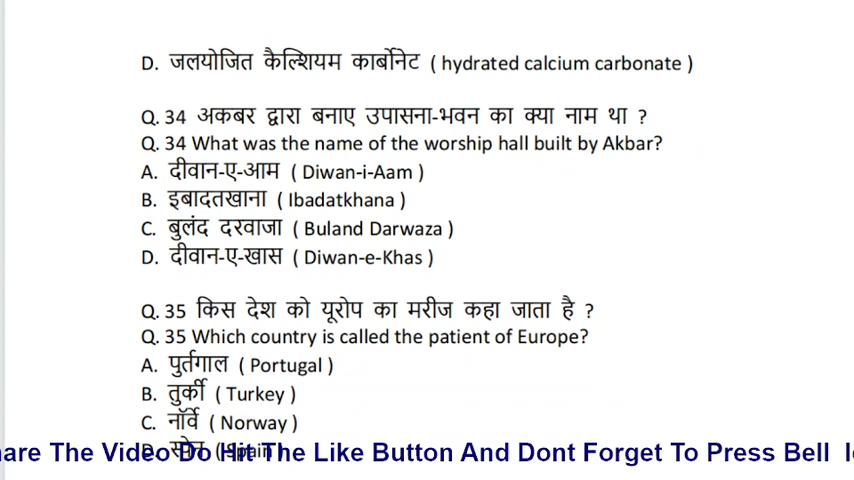 D. जलयोजित कैल्शियम कार्बोनेट ( hydrated calcium carbonate )
Q. 34 अकबर द्वारा बनाए उपासना-भवन का क्या नाम था ?
Q. 34 What was the name of the worship hall built by Akbar?
A. दीवान-ए-आम ( Diwan-i-Aam )
B. इबादतखाना ( Ibadatkhana )
C. बुलंद दरवाजा ( Buland Darwaza )
D. दीवान-ए-खास ( Diwan-e-Khas )
Q. 35 किस देश को यूरोप का मरीज कहा जाता है ?
Q. 35 Which country is called the patient of Europe?
A. पुर्तगाल ( Portugal )
B. तुर्की ( Turkey )
C. नॉर्वे ( Norway )
D. स्पेन ( Spain )
The Video Do Hit The Like Button And Dont Forget To Press Bell